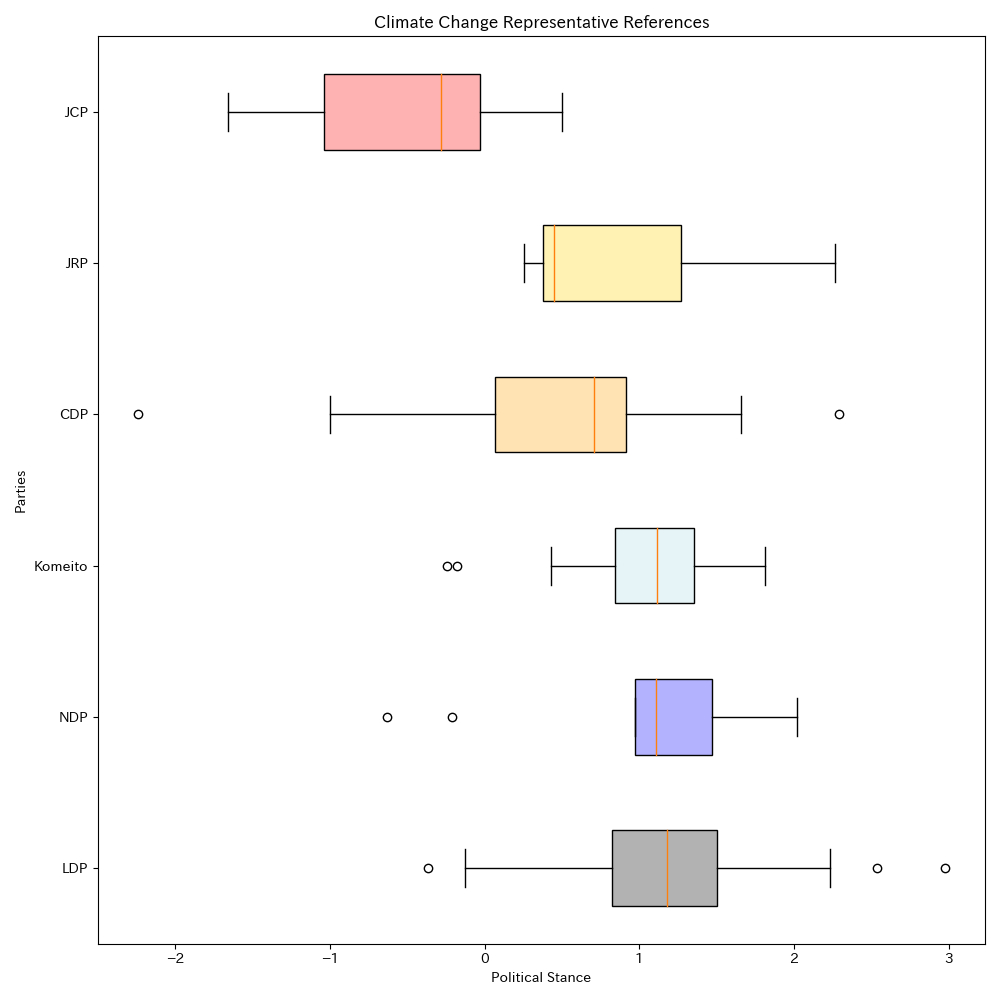 Climate Change Representative References
JCP
JRP
CDP
Komeito
NDP
LDP
Parties
−2 −1 0 1 2 3
Political Stance